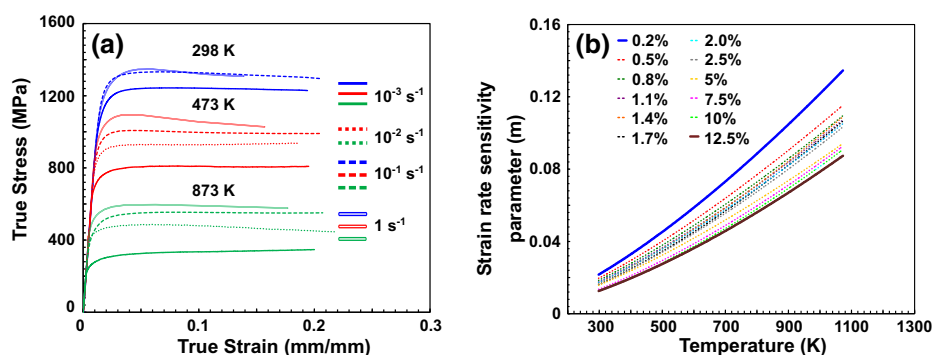 (a)
True Stress (MPa)
1600
1200
800
400
0
0
0.1
0.2
0.3
True Strain (mm/mm)
298 K
473 K
873 K
10⁻³ s⁻¹
10⁻² s⁻¹
10⁻¹ s⁻¹
1 s⁻¹
(b)
Strain rate sensitivity
parameter (m)
0.16
0.12
0.08
0.04
0
300
500
700
900
1100
1300
Temperature (K)
0.2%
0.5%
0.8%
1.1%
1.4%
1.7%
2.0%
2.5%
5%
7.5%
10%
12.5%